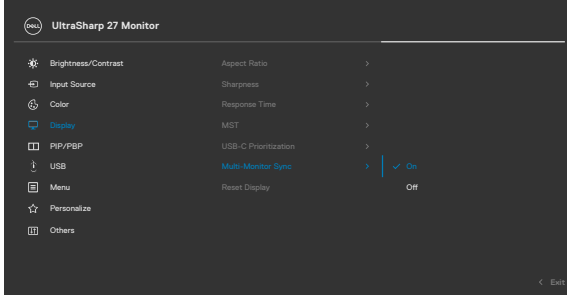 DELL UltraSharp 27 Monitor
Brightness/Contrast Aspect Ratio >
Input Source Sharpness >
Color Response Time >
Display MST >
PIP/PBP USB-C Prioritization >
USB Multi-Monitor Sync > ✓ On
Menu Reset Display Off
Personalize
Others
< Exit